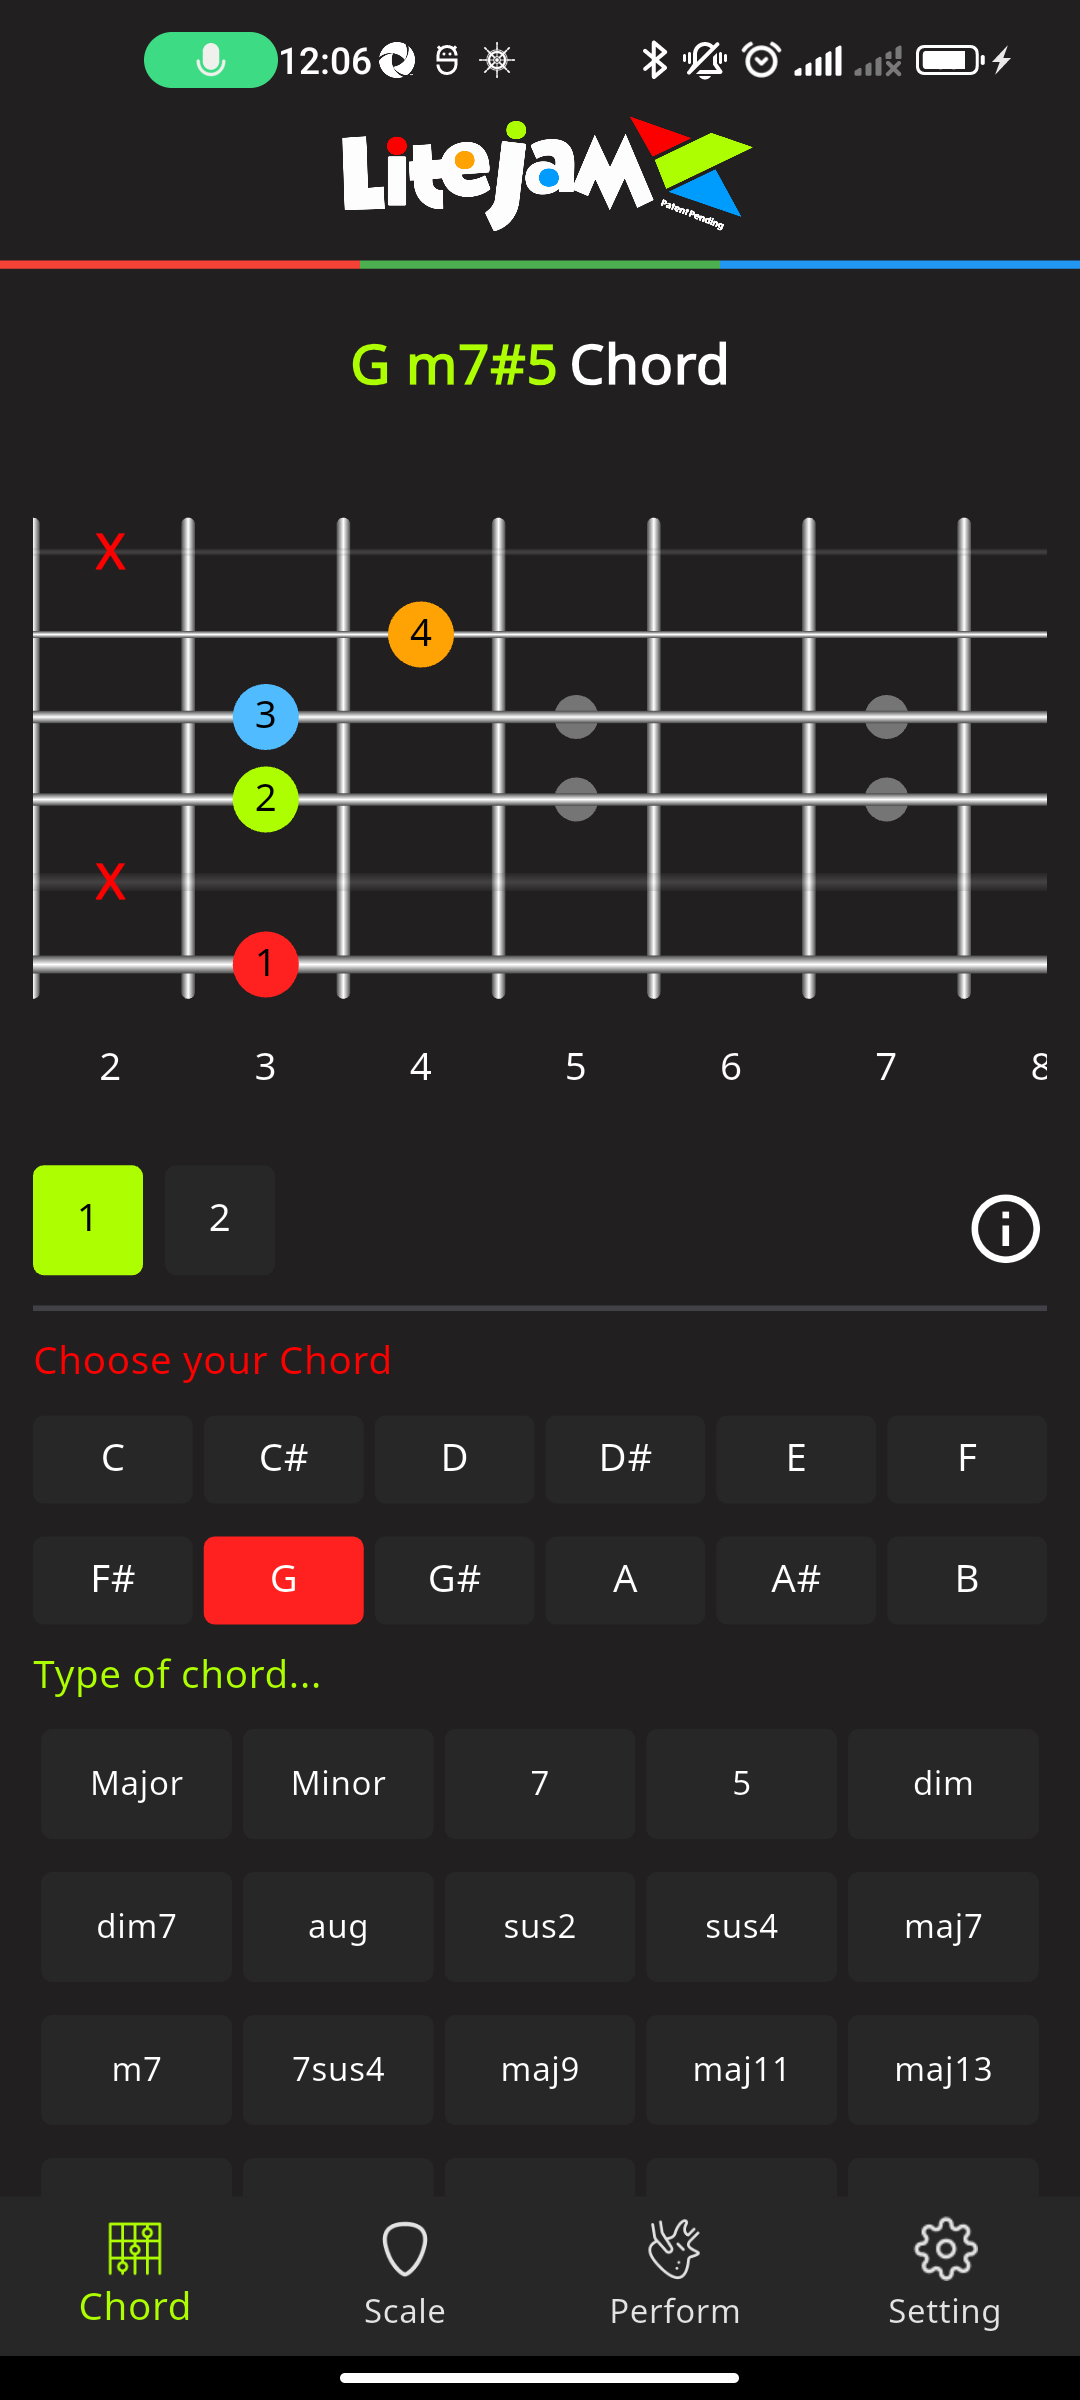 12:06
Litejam
Patent Pending
G m7#5 Chord
X
4
3
2
X
1
2 3 4 5 6 7 8
1 2
Choose your Chord
C C# D D# E F
F# G G# A A# B
Type of chord...
Major Minor 7 5 dim
dim7 aug sus2 sus4 maj7
m7 7sus4 maj9 maj11 maj13
Chord Scale Perform Setting